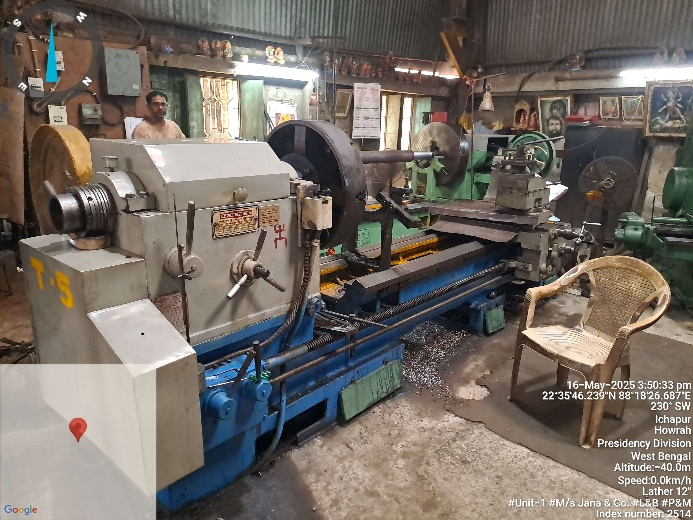 W
S
N
E
T-5
16-May-2025 3:50:33 pm
22°35'46.239"N 88°18'26.687"E
230° SW
Ichapur
Howrah
Presidency Division
West Bengal
Altitude:-40.0m
Speed:0.0km/h
Lather 12"
#Unit-1 #M/s Jana & Co. #L&B #P&M
Index number: 2514
Google